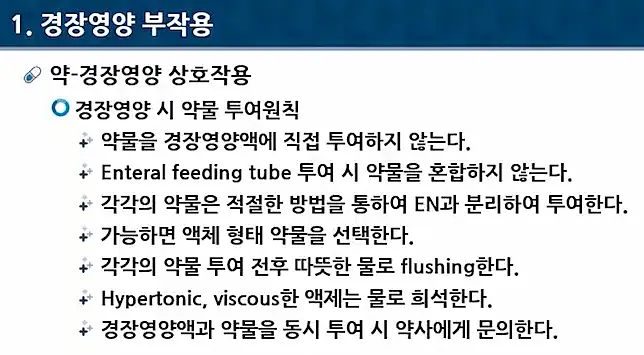 1. 경장영양 부작용
약-경장영양 상호작용
경장영양 시 약물 투여원칙
약물을 경장영양액에 직접 투여하지 않는다.
Enteral feeding tube 투여 시 약물을 혼합하지 않는다.
각각의 약물은 적절한 방법을 통하여 EN과 분리하여 투여한다.
가능하면 액체 형태 약물을 선택한다.
각각의 약물 투여 전후 따뜻한 물로 flushing한다.
Hypertonic, viscous한 액제는 물로 희석한다.
경장영양액과 약물을 동시 투여 시 약사에게 문의한다.